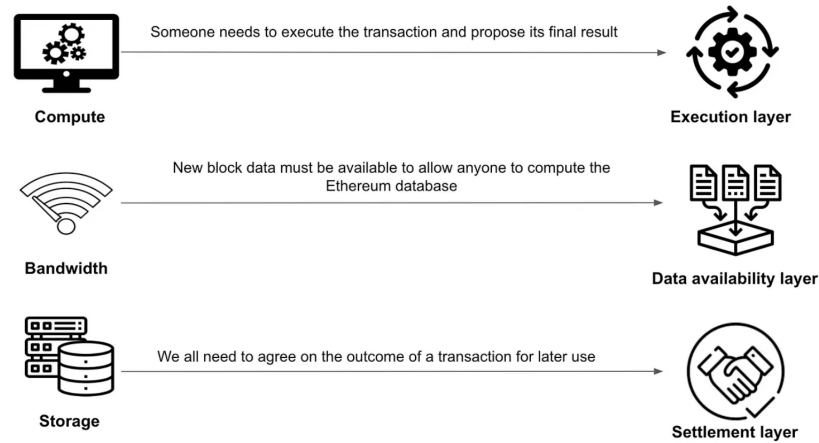 Someone needs to execute the transaction and propose its final result
Compute
Execution layer
New block data must be available to allow anyone to compute the
Ethereum database
Bandwidth
Data availability layer
We all need to agree on the outcome of a transaction for later use
Storage
Settlement layer